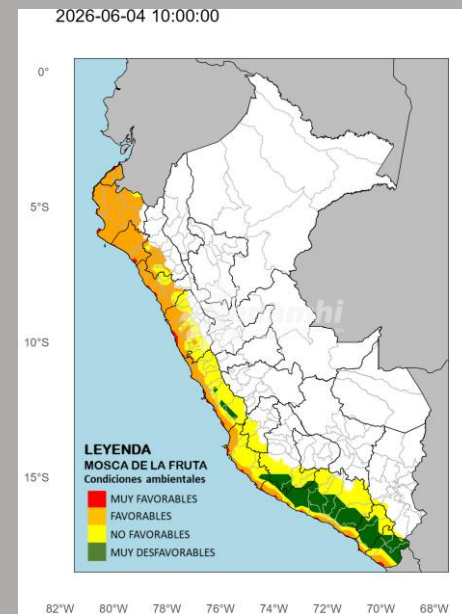 2026-06-04 10:00:00
0°
5°S
10°S
15°S
LEYENDA
MOSCA DE LA FRUTA
Condiciones ambientales
MUY FAVORABLES
FAVORABLES
NO FAVORABLES
MUY DESFAVORABLES
82°W 80°W 78°W 76°W 74°W 72°W 70°W 68°W